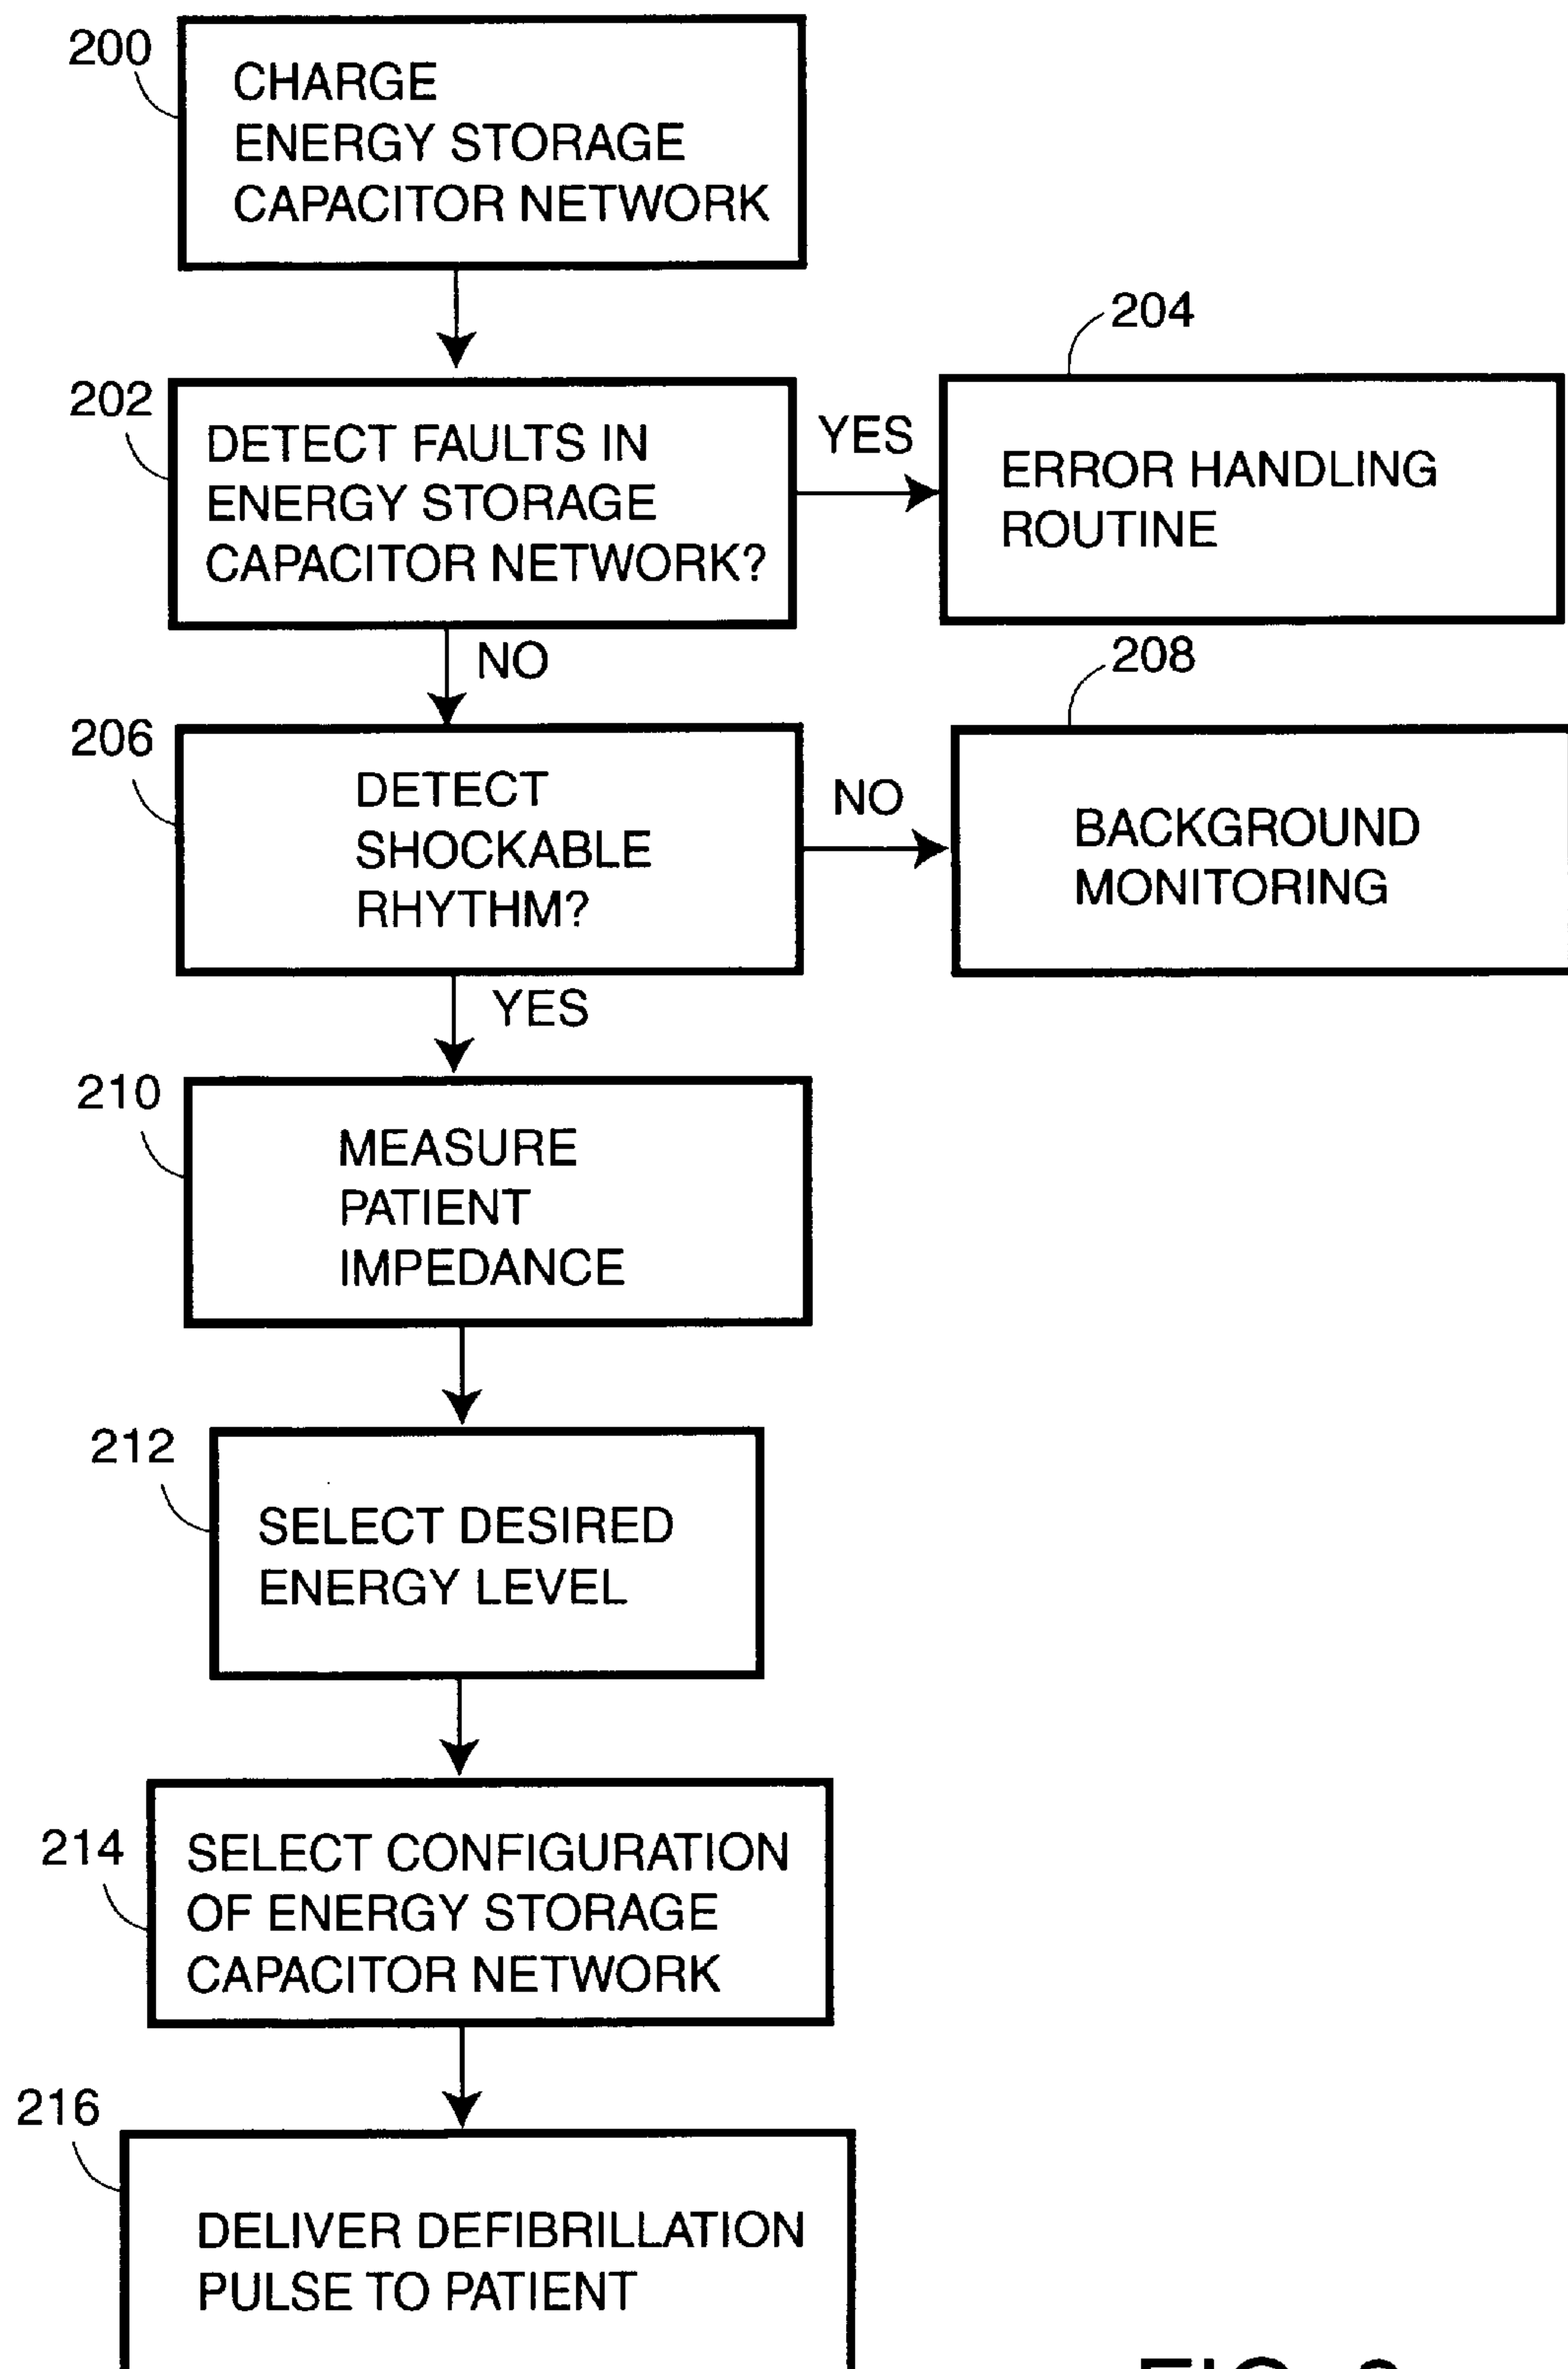 200
CHARGE
ENERGY STORAGE
CAPACITOR NETWORK
202
DETECT FAULTS IN
ENERGY STORAGE
CAPACITOR NETWORK?
YES
204
ERROR HANDLING
ROUTINE
NO
206
DETECT
SHOCKABLE
RHYTHM?
NO
208
BACKGROUND
MONITORING
YES
210
MEASURE
PATIENT
IMPEDANCE
212
SELECT DESIRED
ENERGY LEVEL
214
SELECT CONFIGURATION
OF ENERGY STORAGE
CAPACITOR NETWORK
216
DELIVER DEFIBRILLATION
PULSE TO PATIENT